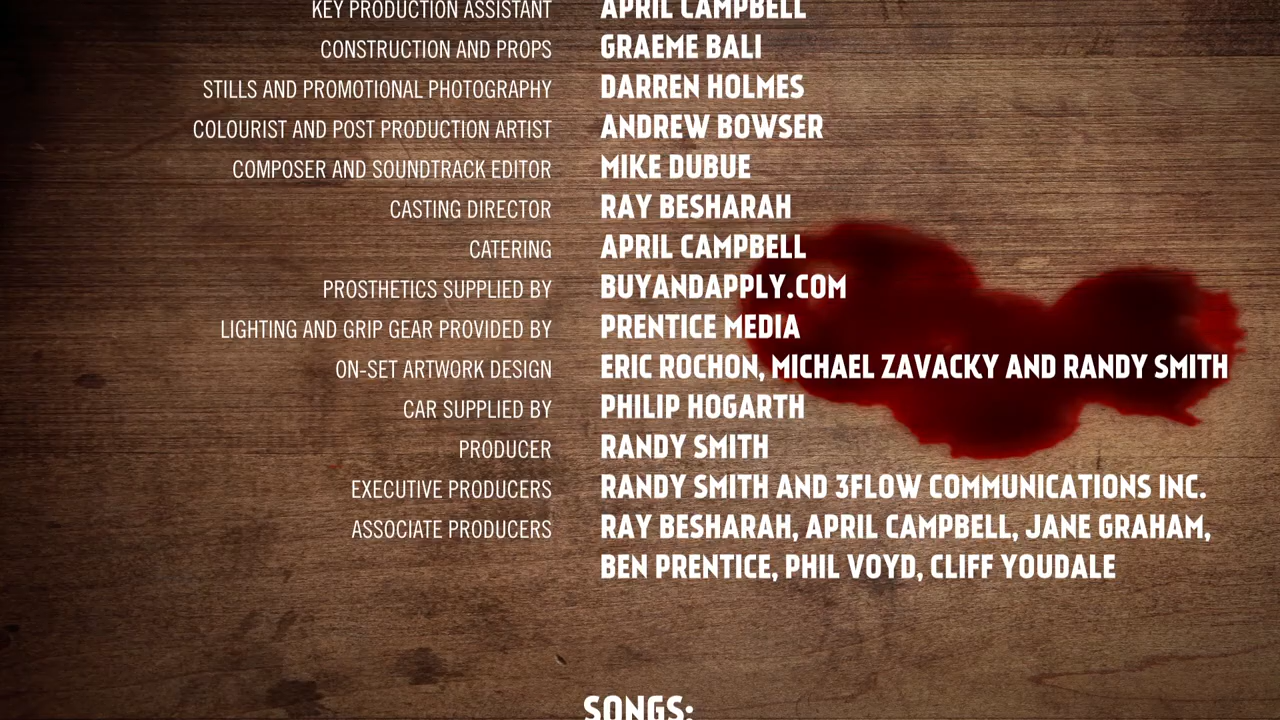 KEY PRODUCTION ASSISTANT APRIL CAMPBELL
CONSTRUCTION AND PROPS GRAEME BALI
STILLS AND PROMOTIONAL PHOTOGRAPHY DARREN HOLMES
COLOURIST AND POST PRODUCTION ARTIST ANDREW BOWSER
COMPOSER AND SOUNDTRACK EDITOR MIKE DUBUE
CASTING DIRECTOR RAY BESHARAH
CATERING APRIL CAMPBELL
PROSTHETICS SUPPLIED BY BUYANDAPPLY.COM
LIGHTING AND GRIP GEAR PROVIDED BY PRENTICE MEDIA
ON-SET ARTWORK DESIGN ERIC ROCHON, MICHAEL ZAVACKY AND RANDY SMITH
CAR SUPPLIED BY PHILIP HOGARTH
PRODUCER RANDY SMITH
EXECUTIVE PRODUCERS RANDY SMITH AND 3FLOW COMMUNICATIONS INC.
ASSOCIATE PRODUCERS RAY BESHARAH, APRIL CAMPBELL, JANE GRAHAM,
BEN PRENTICE, PHIL VOYD, CLIFF YOUDALE
SONGS: